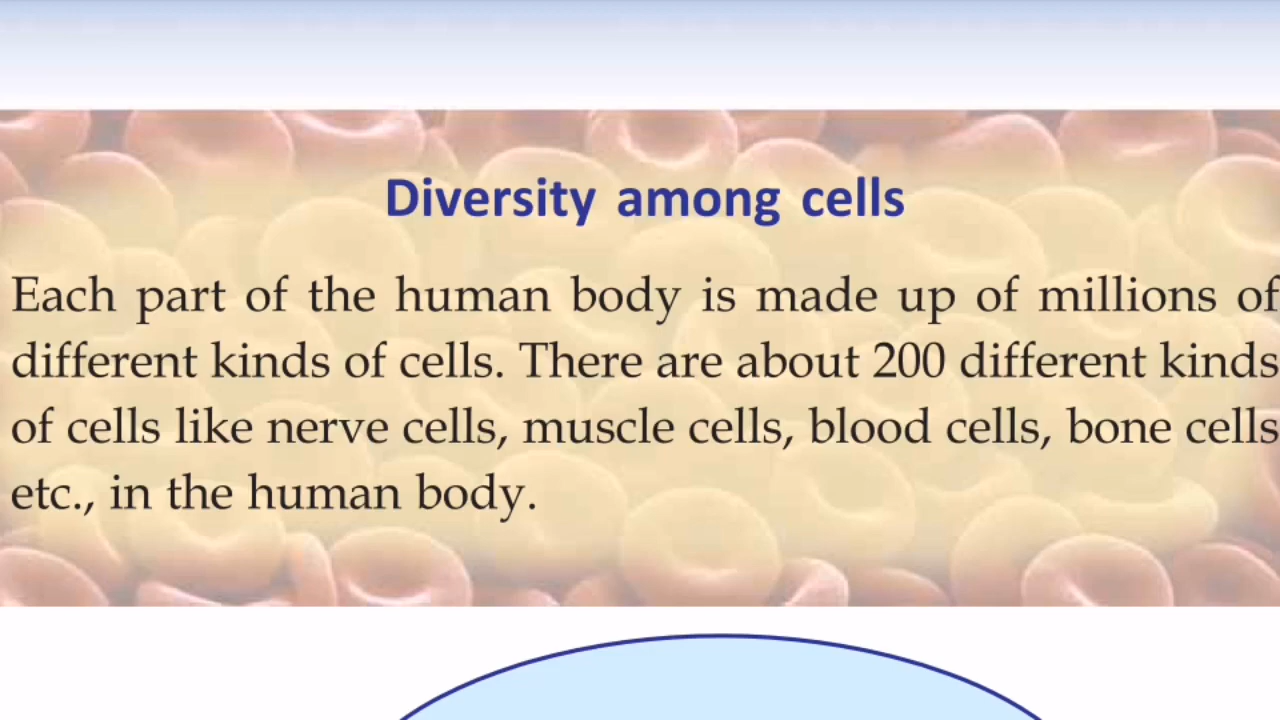 Diversity among cells
Each part of the human body is made up of millions of
different kinds of cells. There are about 200 different kinds
of cells like nerve cells, muscle cells, blood cells, bone cells
etc., in the human body.